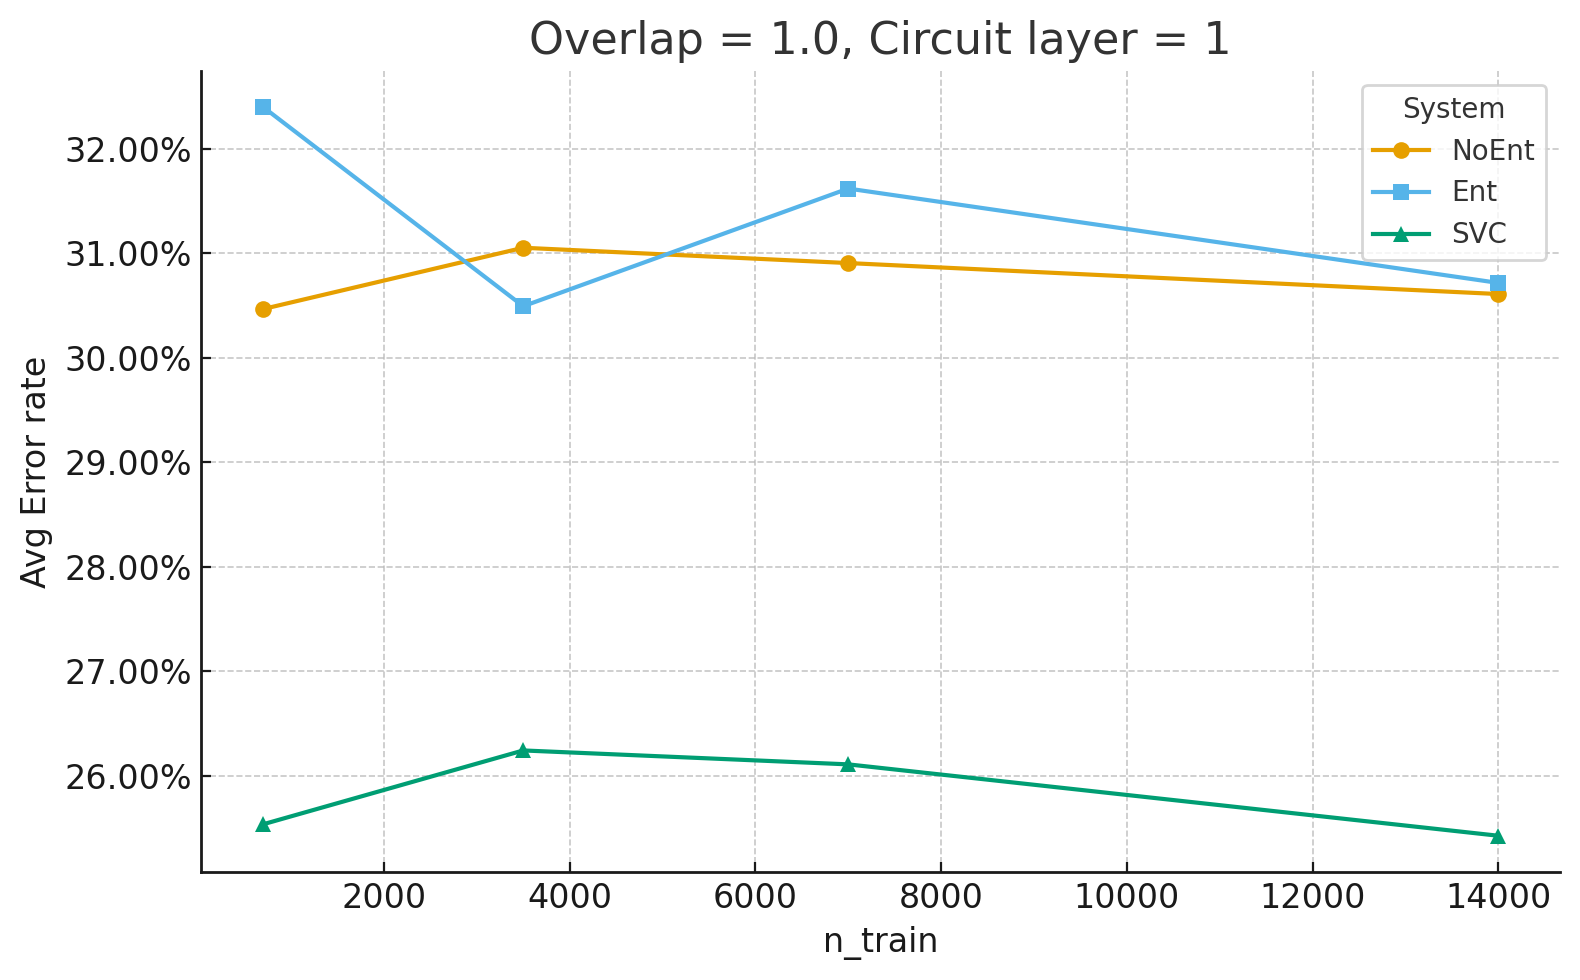 Overlap = 1.0, Circuit layer = 1
System
NoEnt
Ent
SVC
Avg Error rate
32.00%
31.00%
30.00%
29.00%
28.00%
27.00%
26.00%
2000
4000
6000
8000
10000
12000
14000
n_train